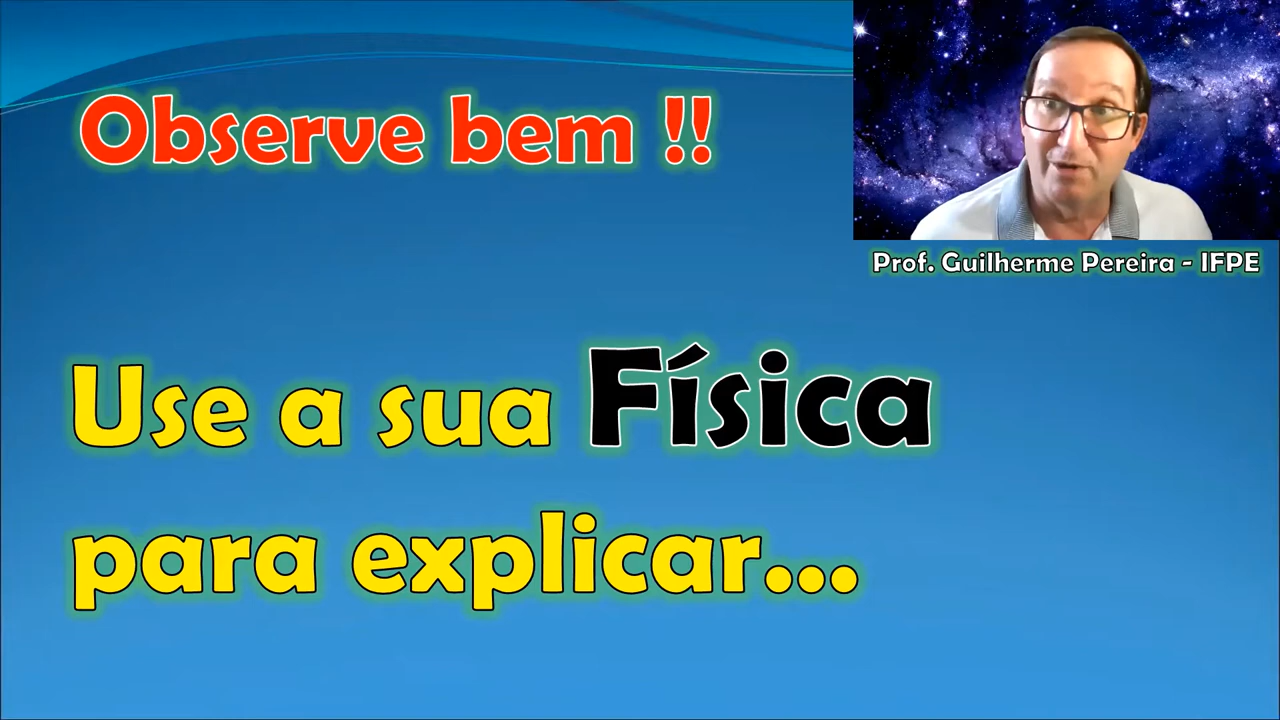 Observe bem !!
Prof. Guilherme Pereira - IFPE
Use a sua Física
para explicar...